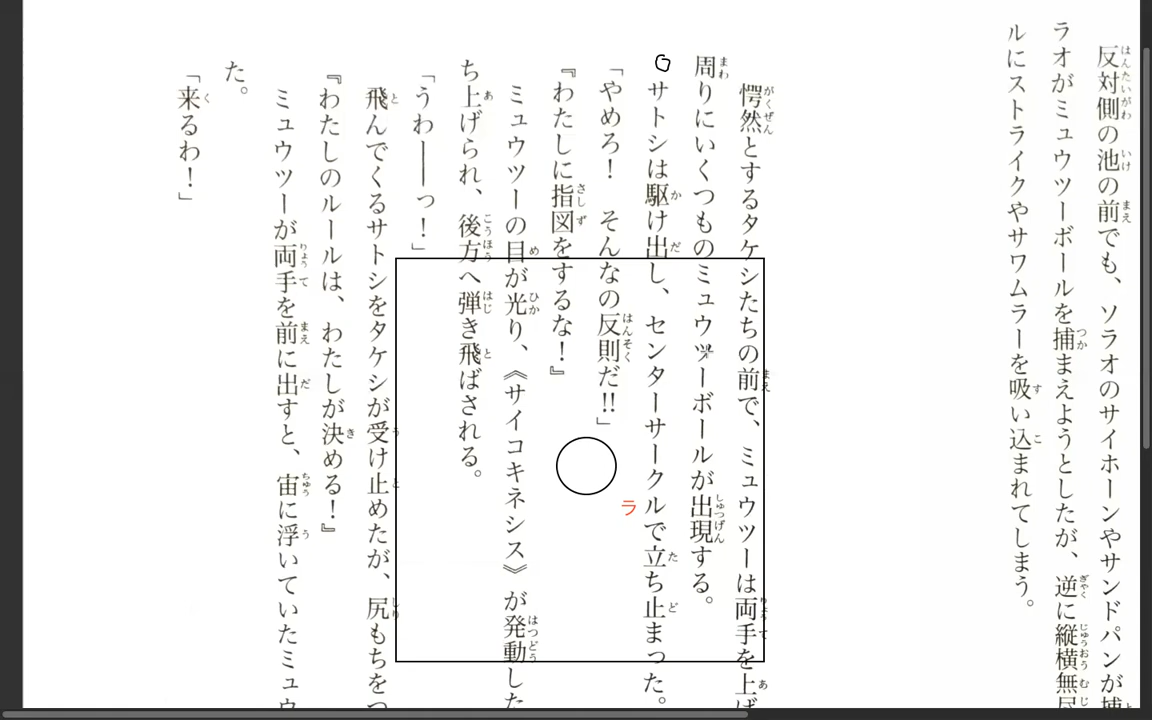 反対側の池の前でも、ソラオのサイホーンやサンドパンが捕
ラオがミュウツーボールを捕まえようとしたが、逆に縦横無
ルにストライクやサワムラーを吸い込まれてしまう。
愕然とするタケシたちの前で、ミュウツーは両手を上げ
周りにいくつものミュウツーボールが出現する。
サトシは駆け出し、センターサークルで立ち止まった。
ラ
「やめろ！　そんなの反則だ!!」
『わたしに指図をするな！』
ミュウツーの目が光り、《サイコキネシス》が発動した
ち上げられ、後方へ弾き飛ばされる。
「うわ――っ！」
飛んでくるサトシをタケシが受け止めたが、尻もちをつ
『わたしのルールは、わたしが決める！』
ミュウツーが両手を前に出すと、宙に浮いていたミュウ
た。
「来るわ！」